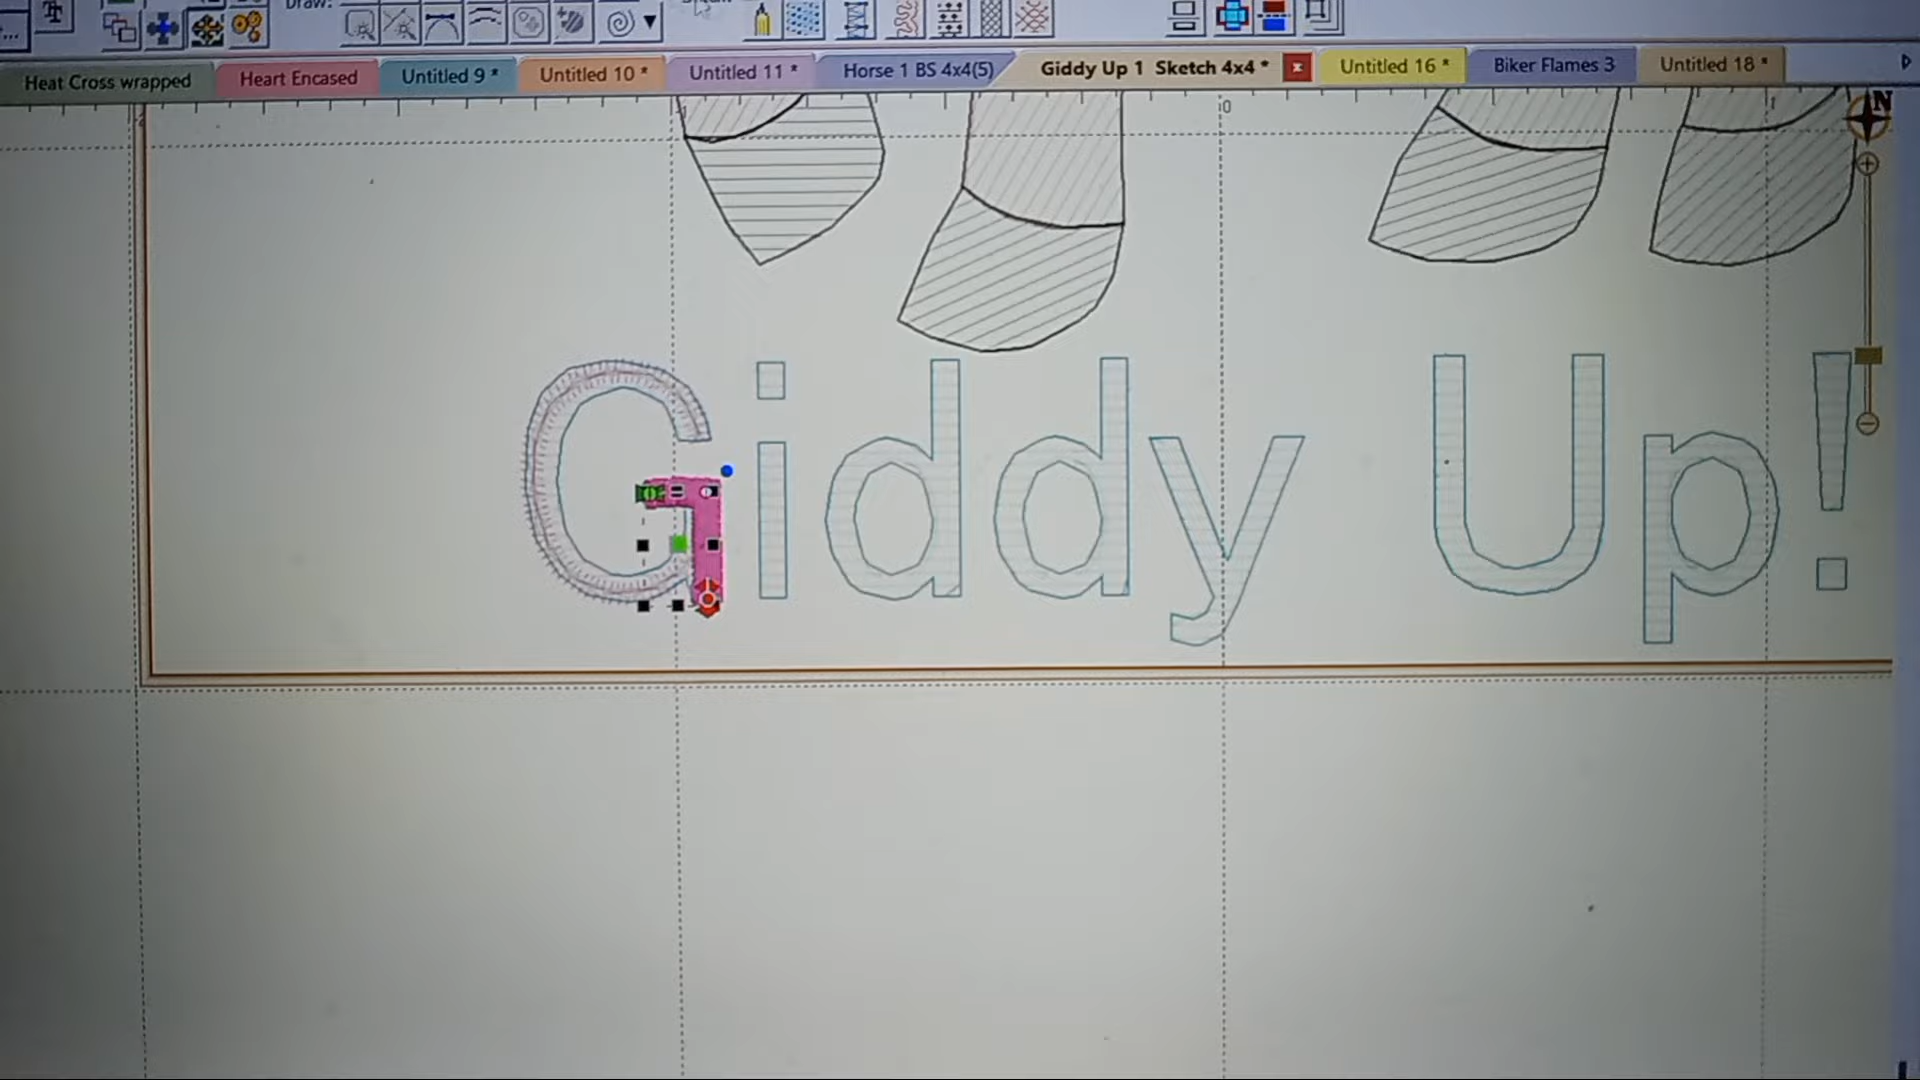 Draw:
Heat Cross wrapped
Heart Encased
Untitled 9 *
Untitled 10 *
Untitled 11 *
Horse 1 BS 4x4(5)
Giddy Up 1 Sketch 4x4 *
Untitled 16 *
Biker Flames 3
Untitled 18 *
0
1
N
Giddy Up!